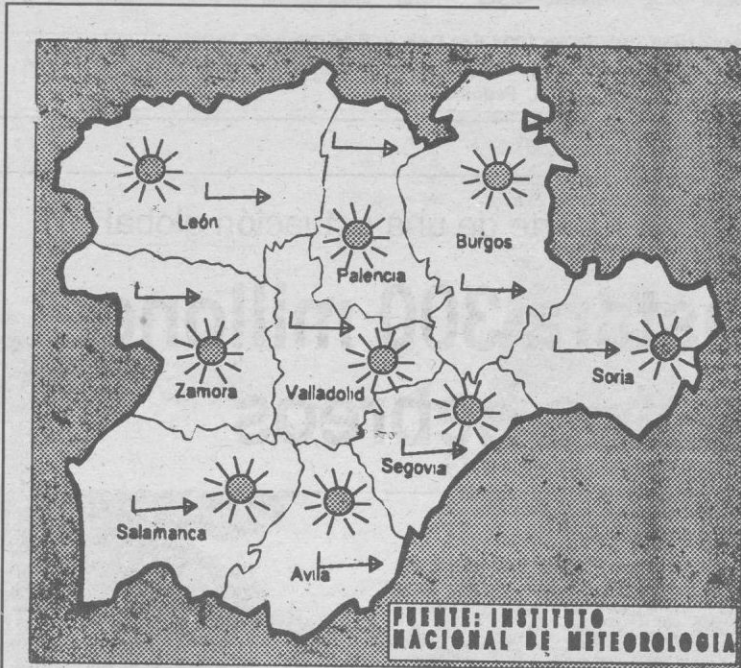 León
Burgos
Palencia
Zamora
Valladolid
Soria
Segovia
Salamanca
Avila
FUENTE: INSTITUTO
NACIONAL DE METEOROLOGIA